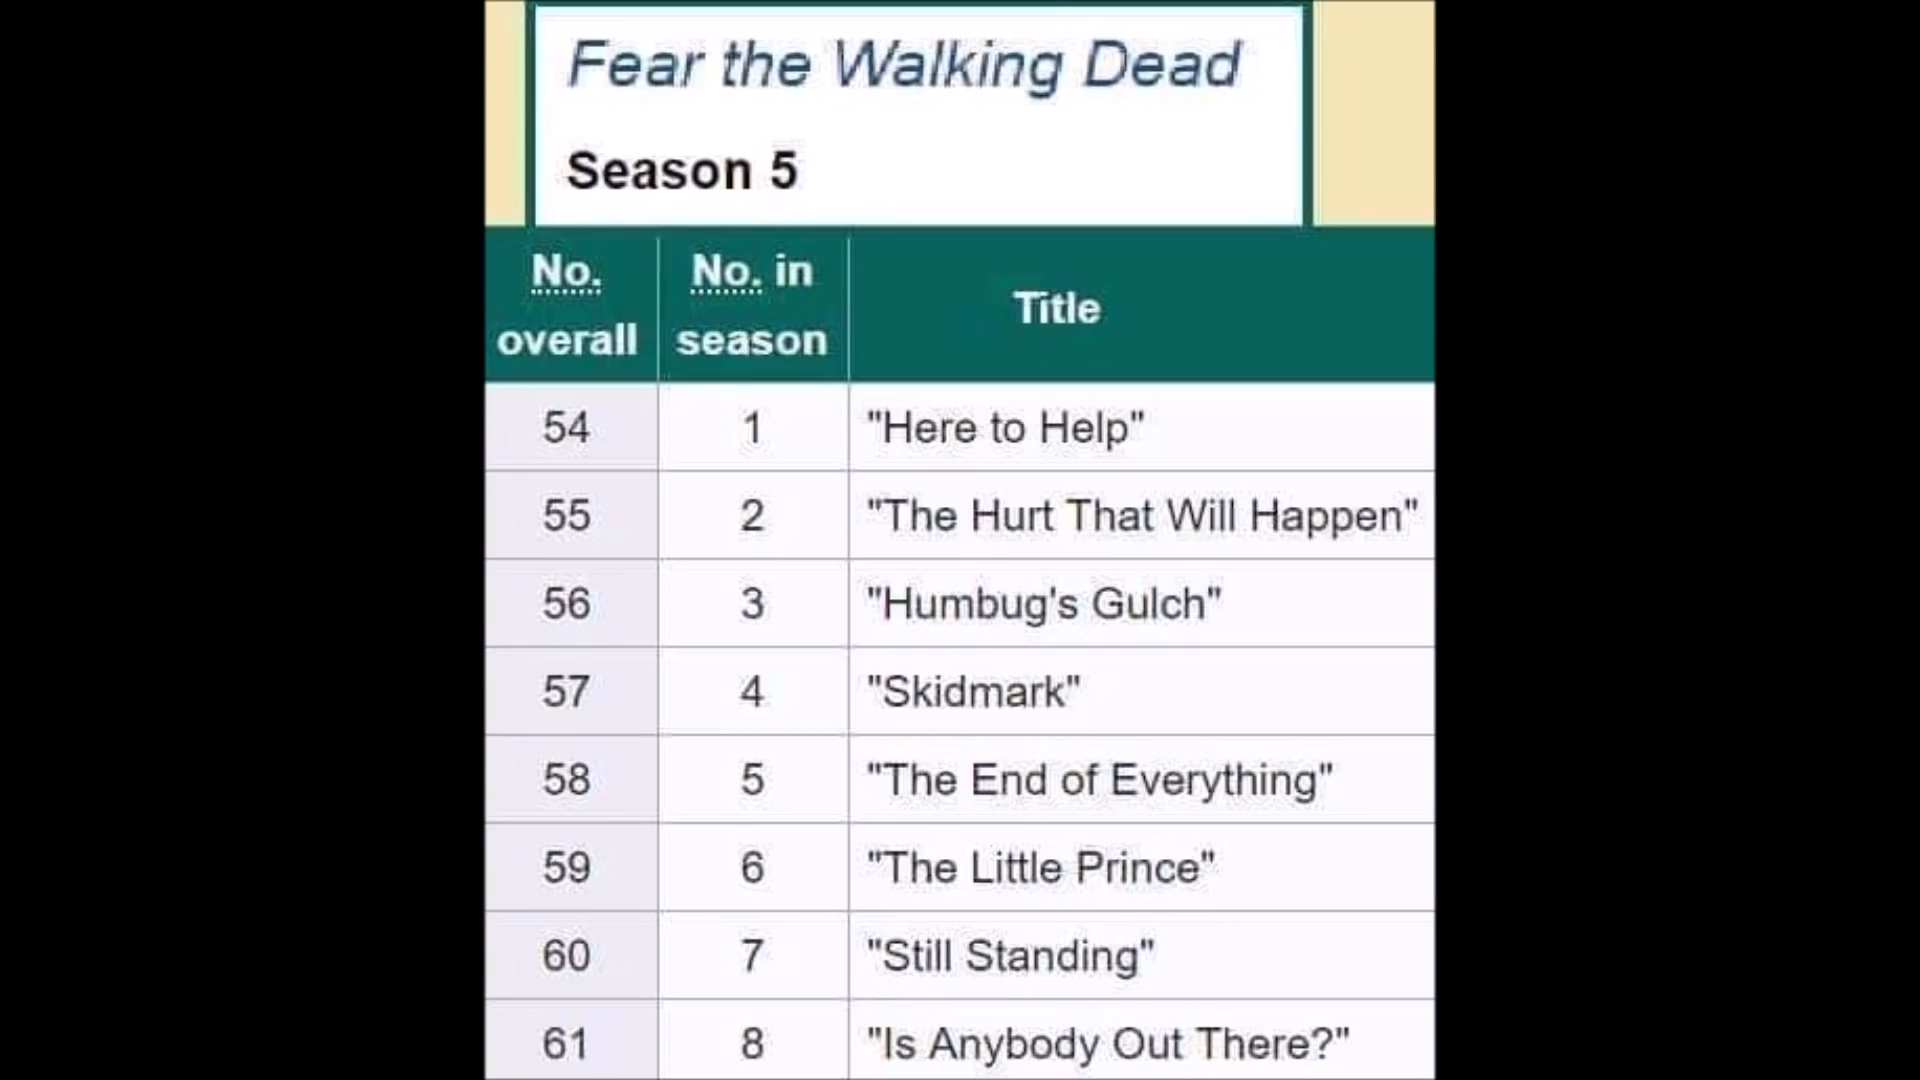 Fear the Walking Dead
Season 5
No. overall No. in season Title
54 1 "Here to Help"
55 2 "The Hurt That Will Happen"
56 3 "Humbug's Gulch"
57 4 "Skidmark"
58 5 "The End of Everything"
59 6 "The Little Prince"
60 7 "Still Standing"
61 8 "Is Anybody Out There?"